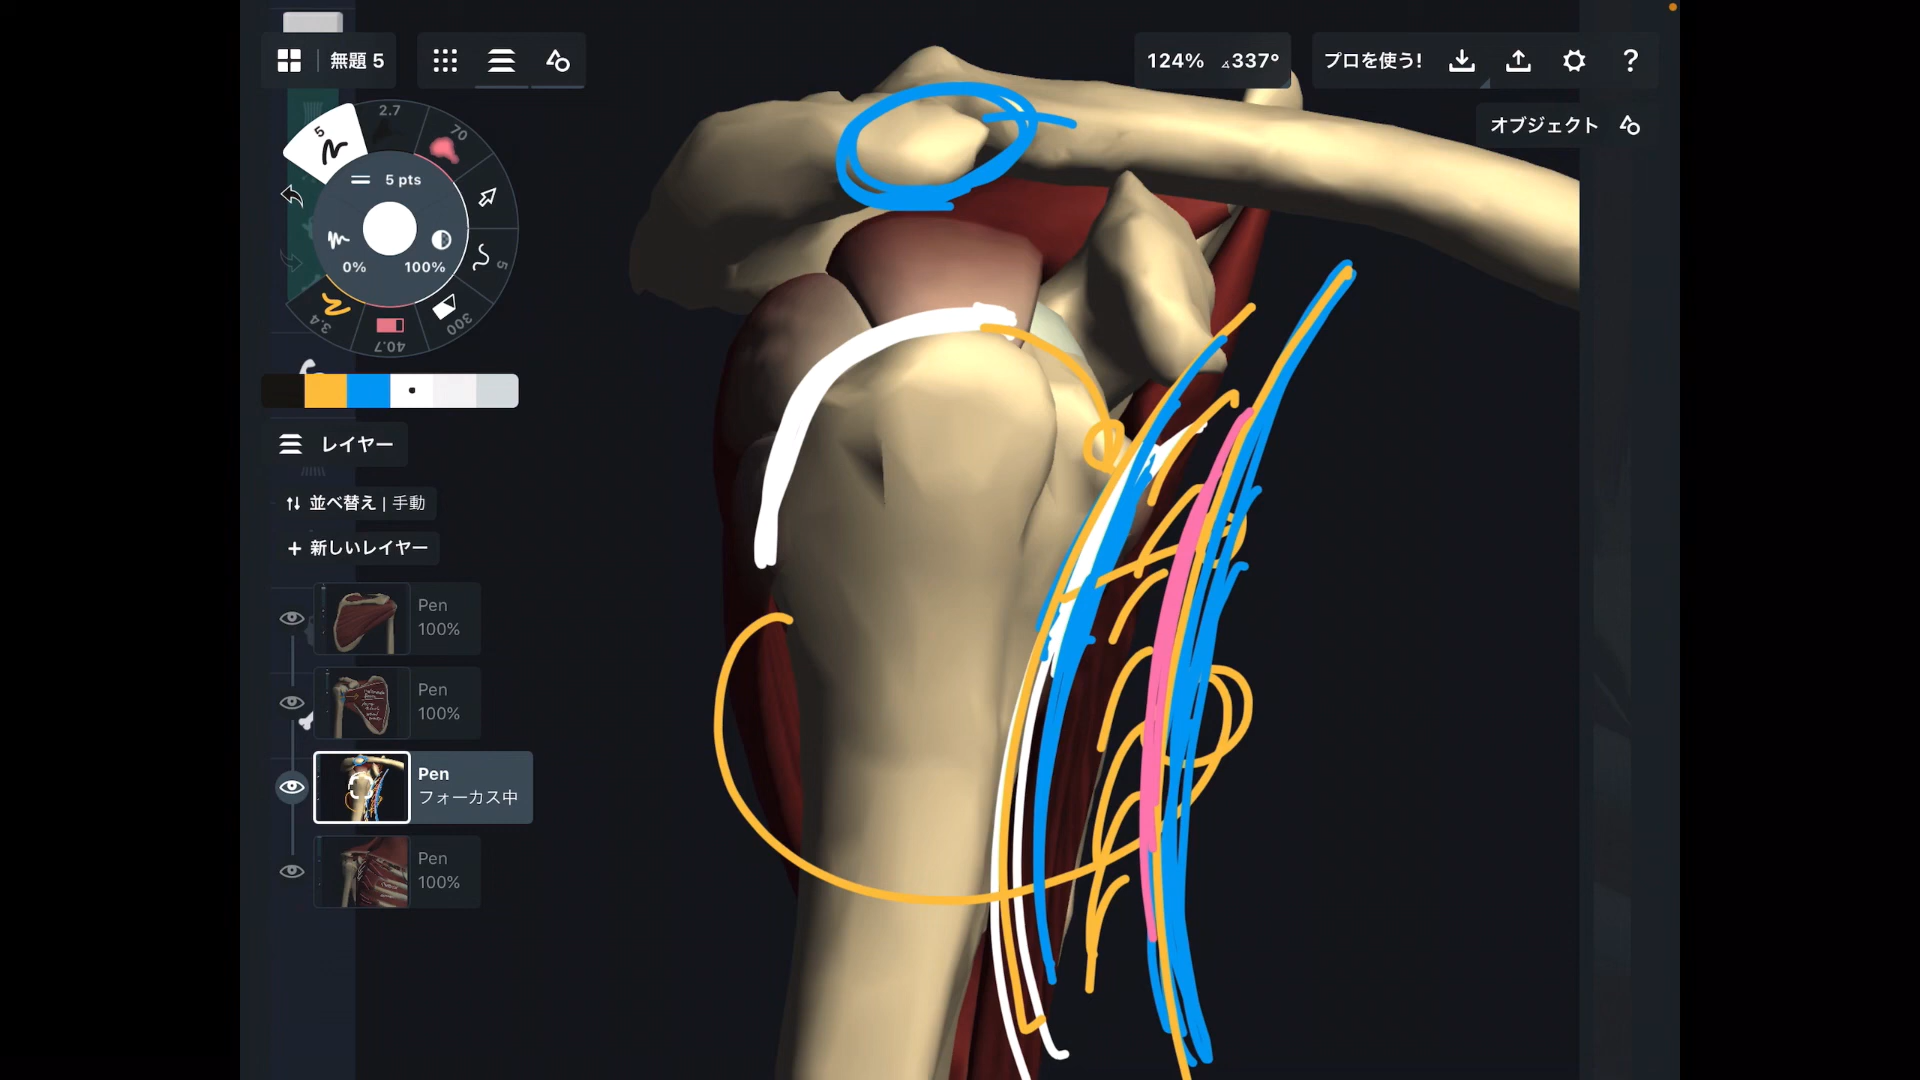 無題 5
124% ⊿337°
プロを使う!
?
オブジェクト
2.7
5
70
5 pts
5
0%
100%
3.4
40.7
300
レイヤー
並べ替え | 手動
+ 新しいレイヤー
Pen
100%
Pen
100%
Pen
フォーカス中
Pen
100%